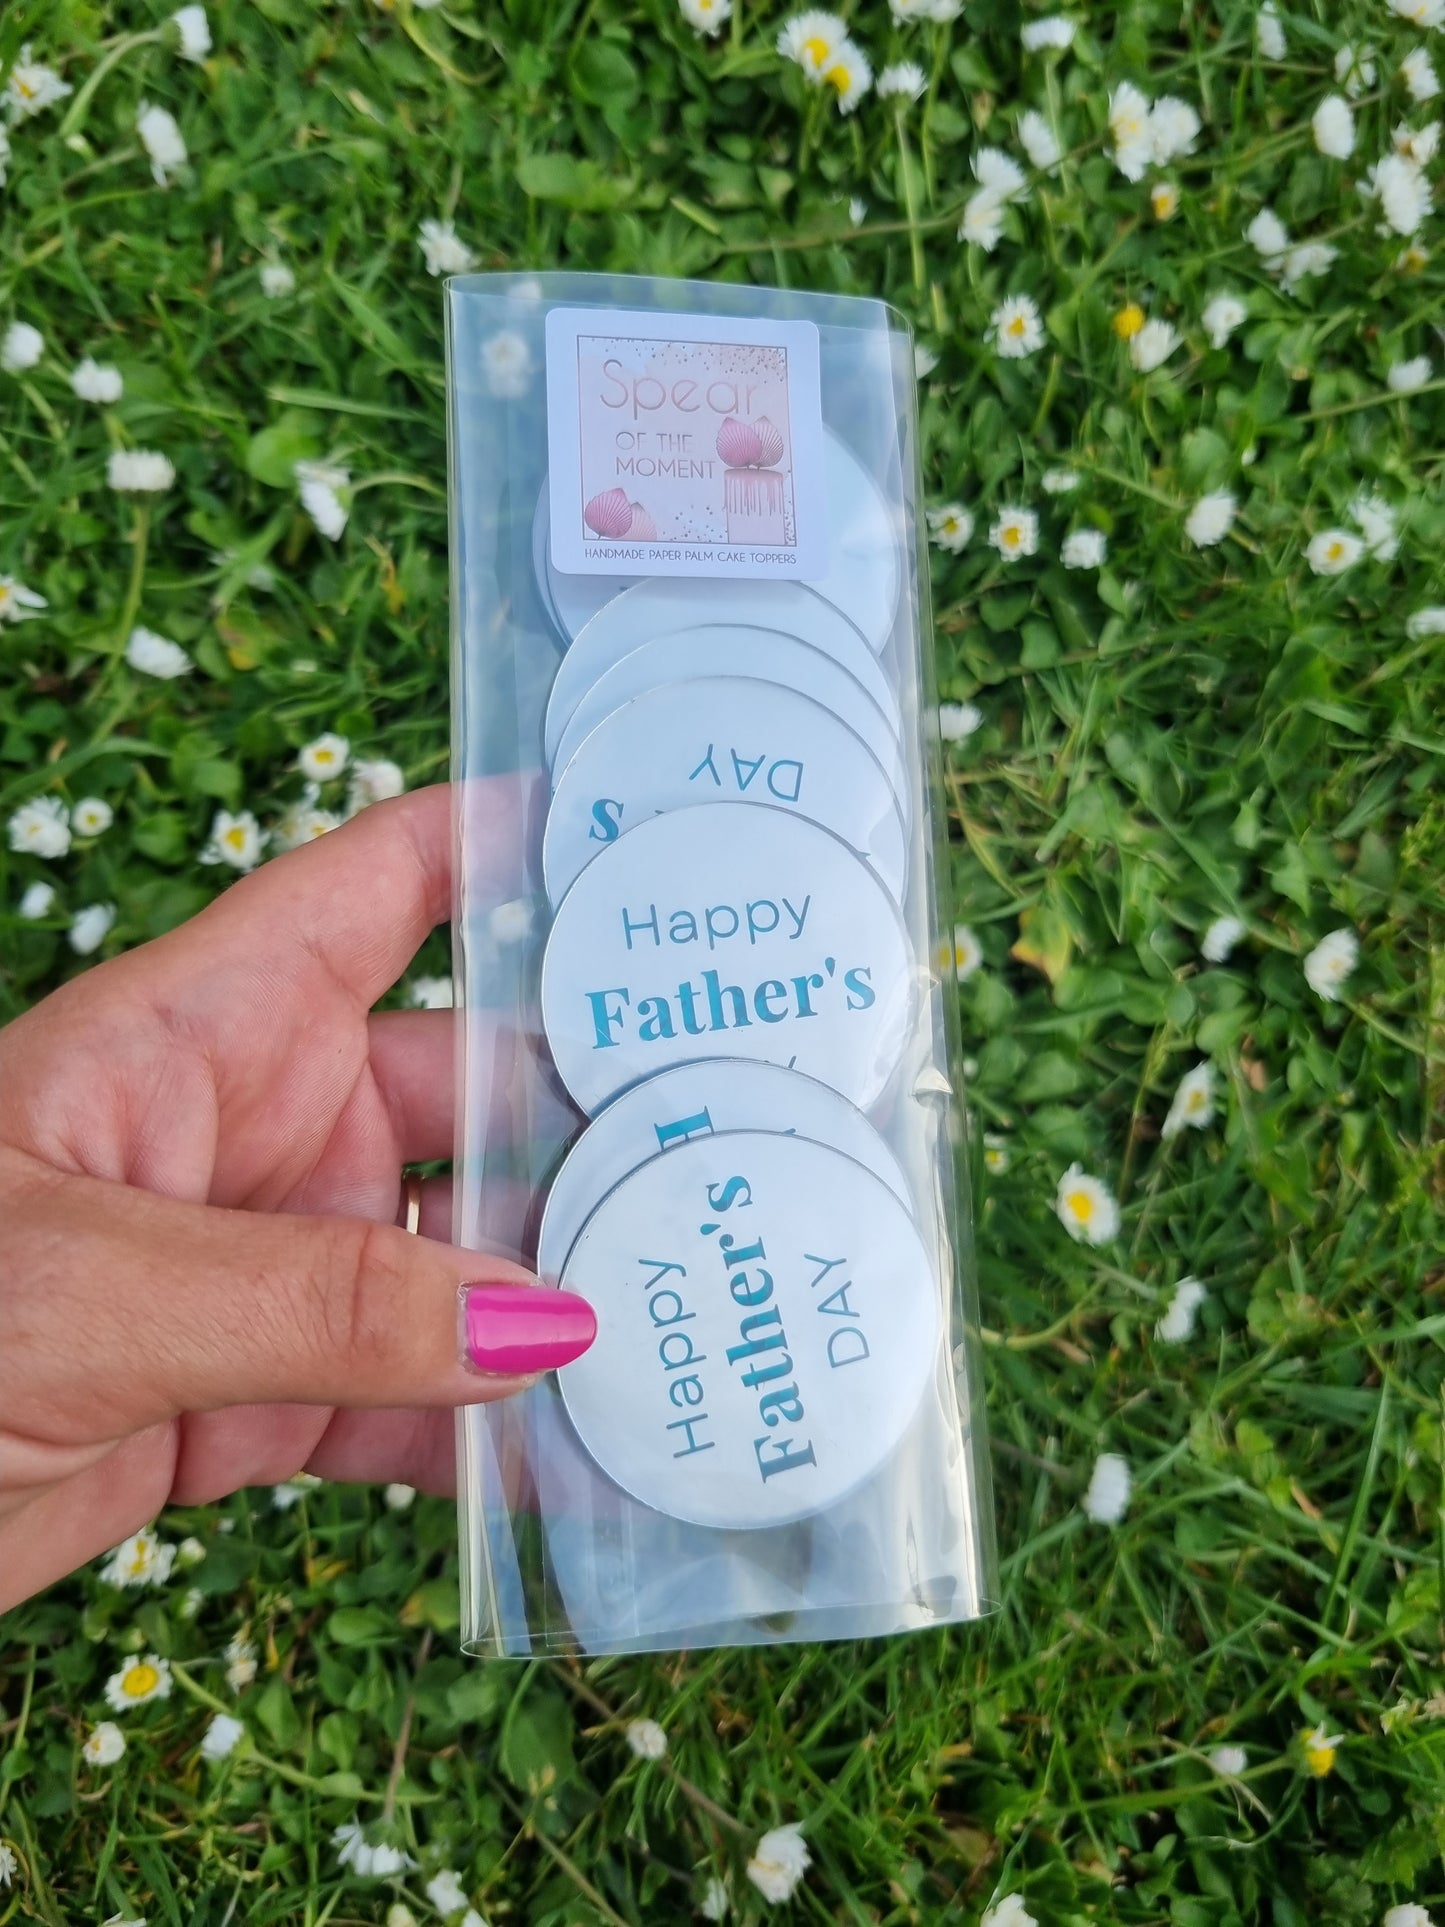 Spear
OF THE
MOMENT
HANDMADE PAPER PALM CAKE TOPPERS
DAY
s
Happy
Father's
H
Happy
Father's
DAY